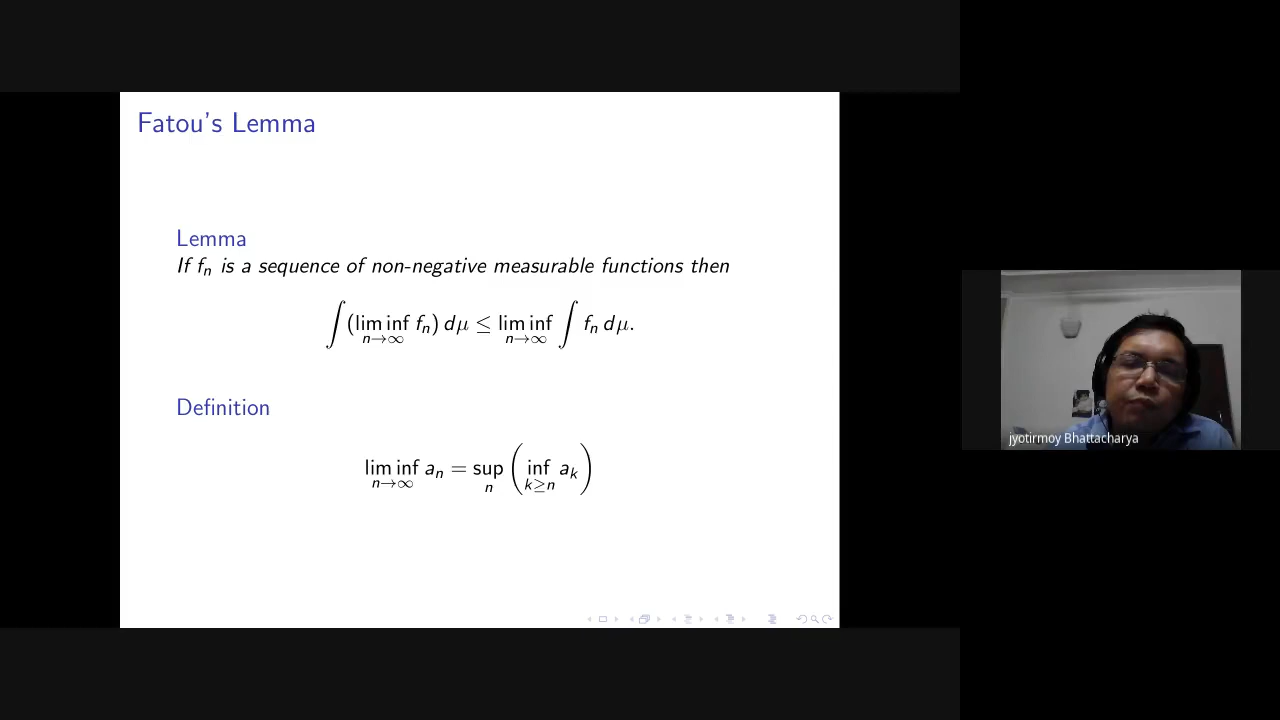 Fatou's Lemma
Lemma
If fₙ is a sequence of non-negative measurable functions then
∫(lim inf_{n→∞} fₙ) dμ ≤ lim inf_{n→∞} ∫ fₙ dμ.
Definition
lim inf_{n→∞} aₙ = sup_n (inf_{k≥n} aₖ)
jyotirmoy Bhattacharya